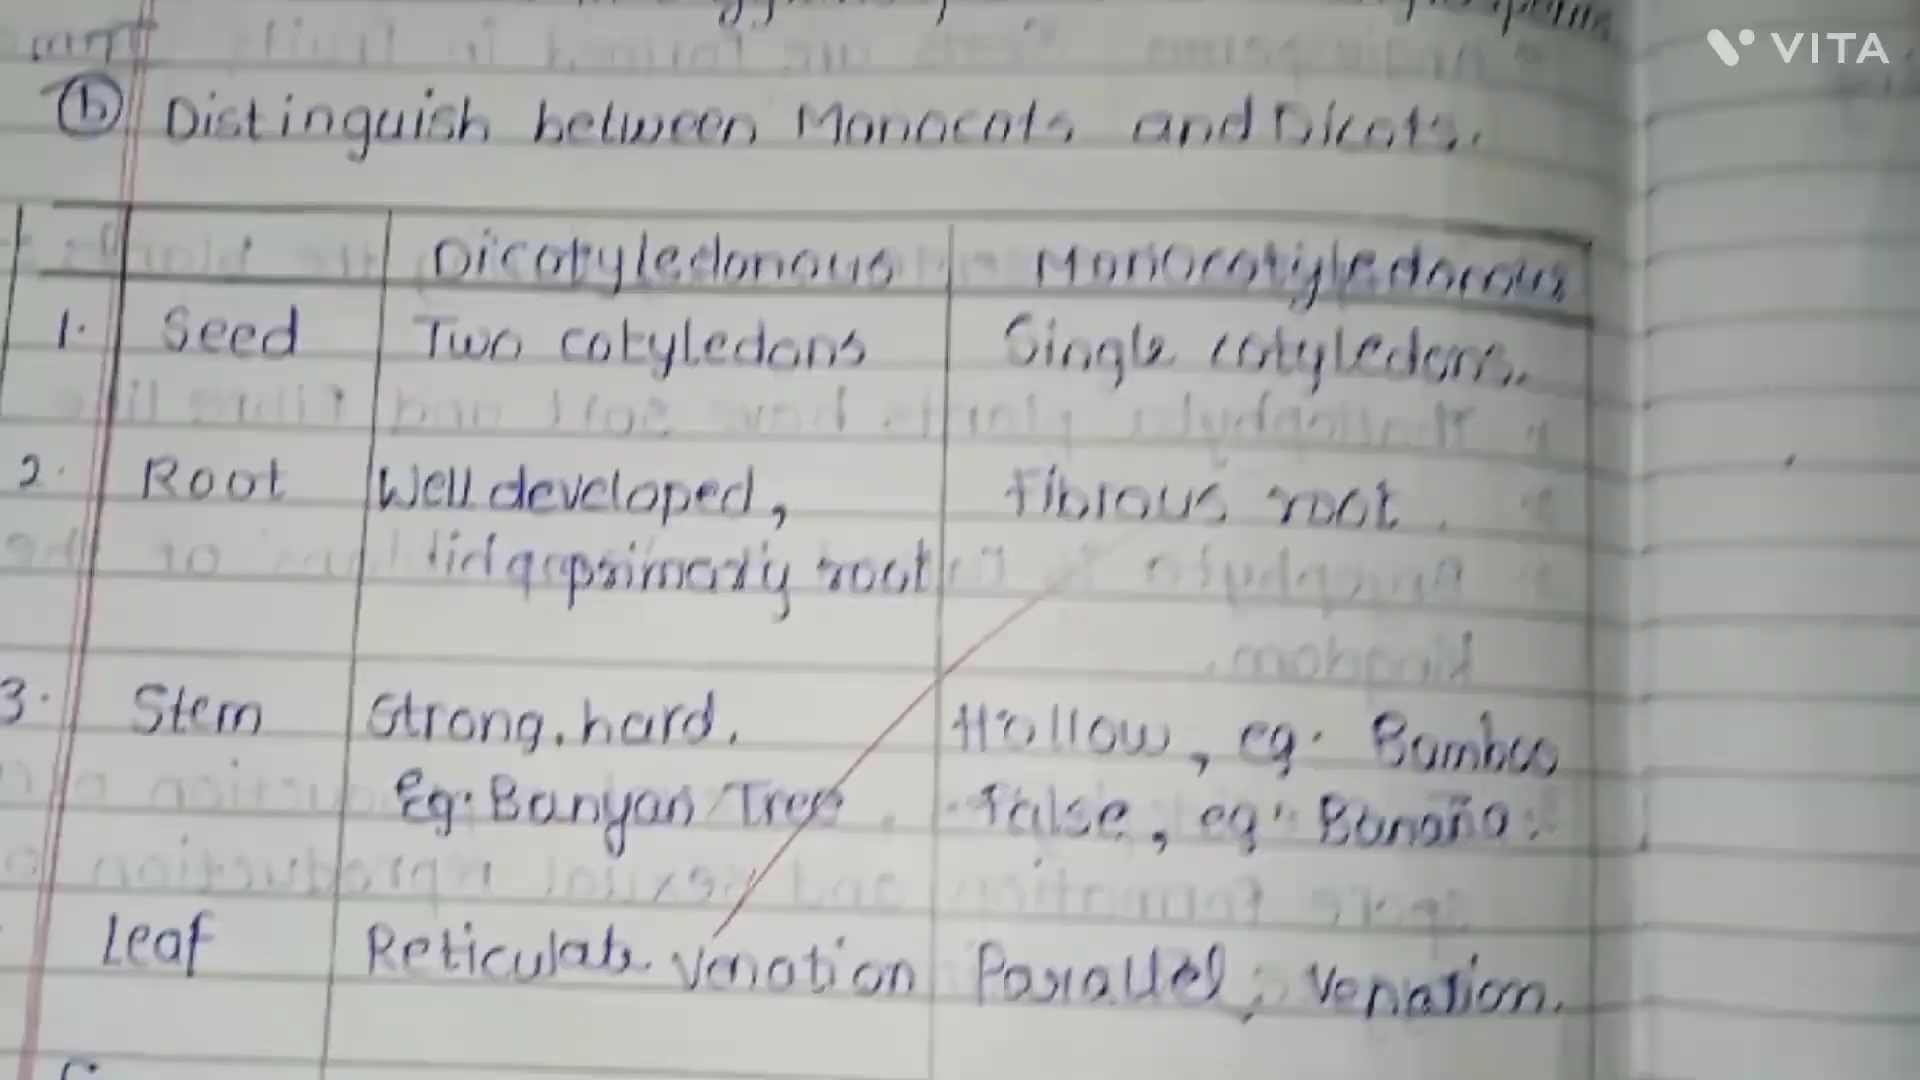 VITA
(b) Distinguish between Monocots and Dicots.
Dicotyledonous Monocotyledonous
1. Seed Two cotyledons Single cotyledons.
2. Root Well developed, Fibrous root.
primary root
3. Stem Strong. hard. Hollow, eg. Bamboo
Eg. Banyan Tree. False, eg. Banana.
Leaf Reticulate venation Parallel, venation.